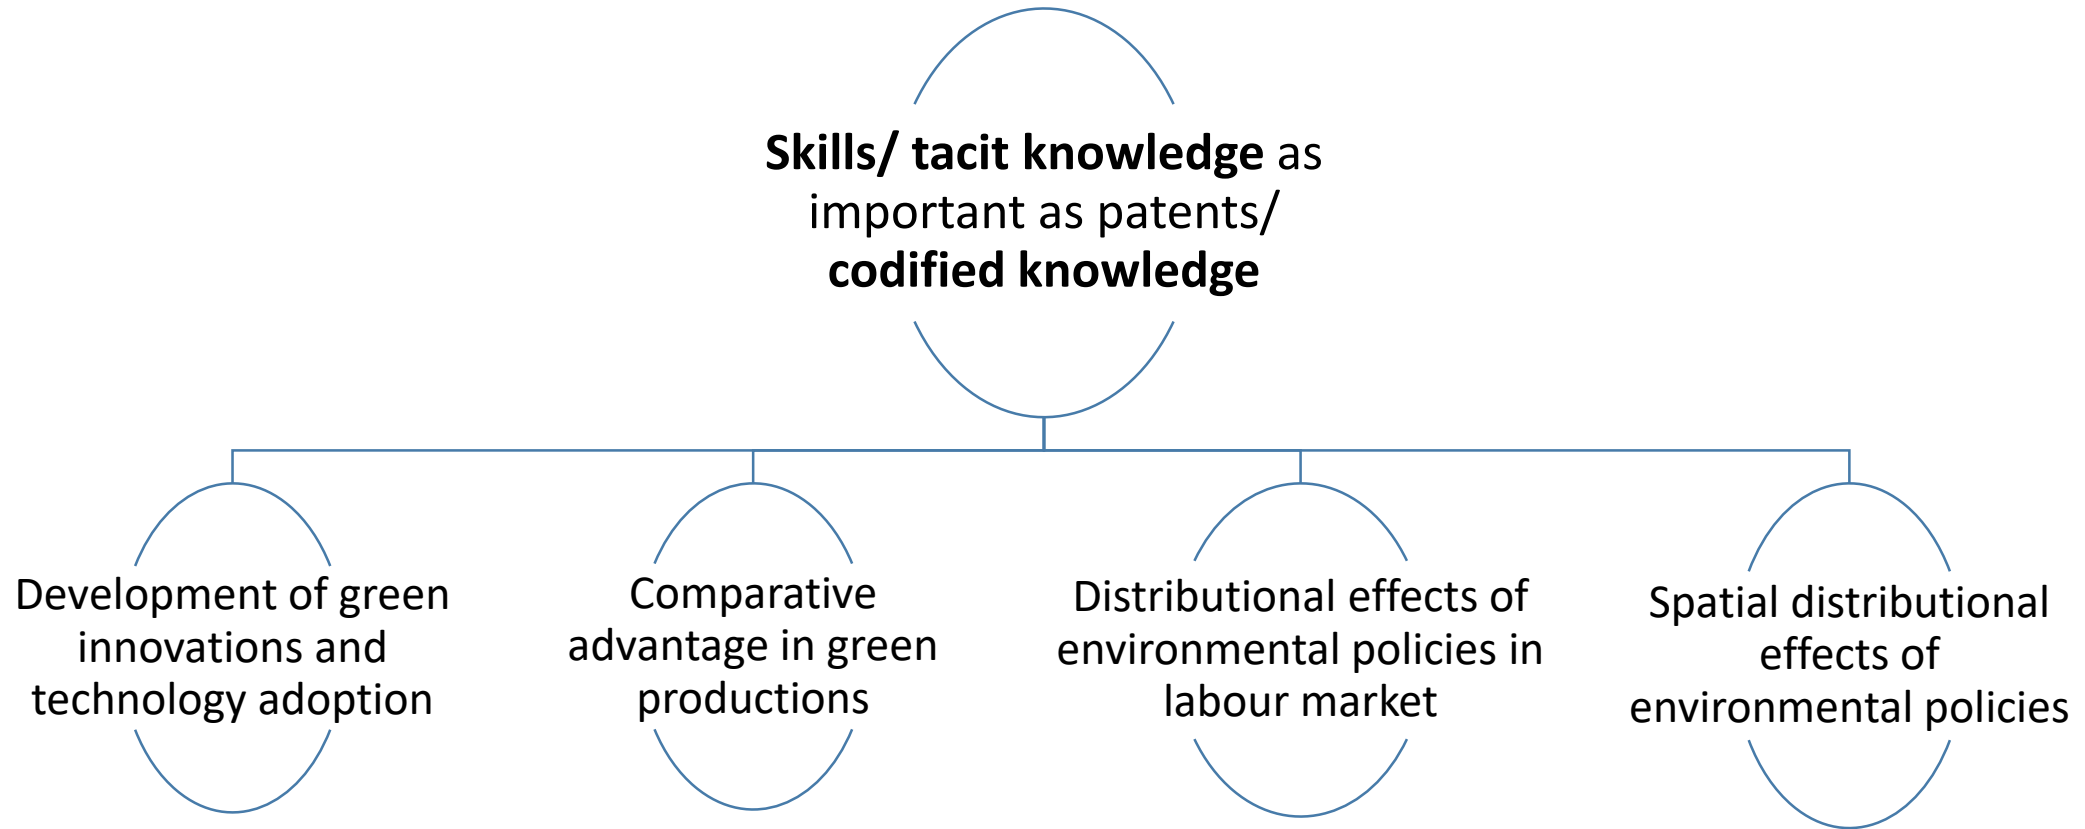 Skills/ tacit knowledge as
important as patents/
codified knowledge
Development of green
innovations and
technology adoption
Comparative
advantage in green
productions
Distributional effects of
environmental policies in
labour market
Spatial distributional
effects of
environmental policies